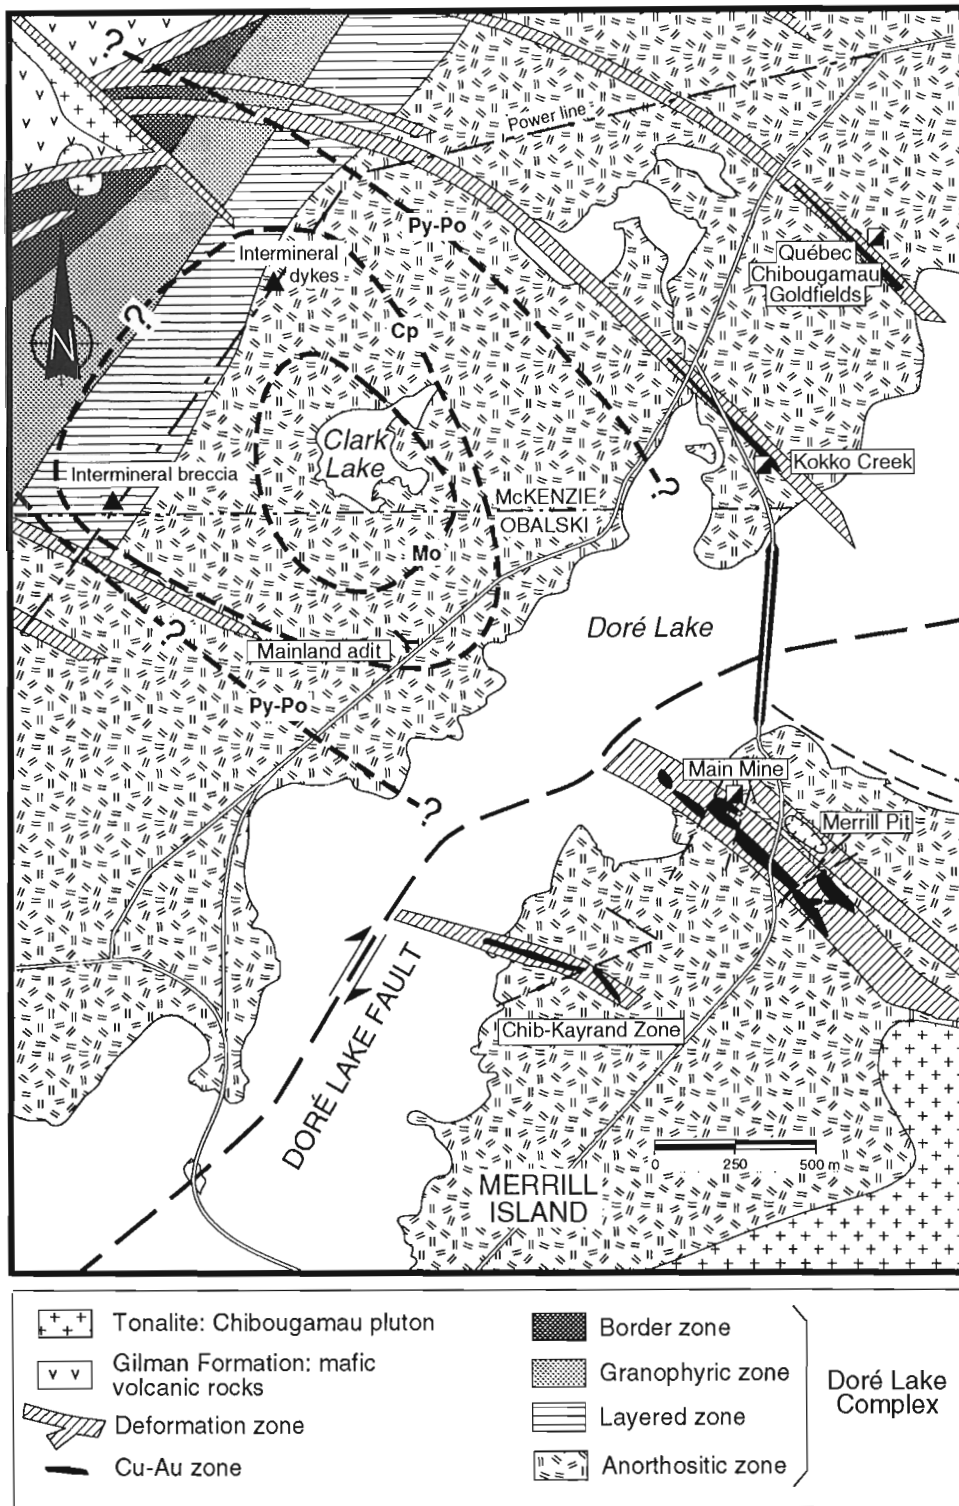 ?
Power line
Py-Po
Québec
Chibougamau
Goldfields
Intermineral
dykes
?
Cp
N
Clark
Lake
Kokko Creek
Intermineral breccia
?
McKENZIE
OBALSKI
Mo
Doré Lake
?
Mainland adit
Py-Po
Main Mine
?
Merrill Pit
DORÉ LAKE FAULT
Chib-Kayrand Zone
0 250 500 m
MERRILL
ISLAND
Tonalite: Chibougamau pluton
Gilman Formation: mafic
volcanic rocks
Deformation zone
Cu-Au zone
Border zone
Granophyric zone
Layered zone
Anorthositic zone
Doré Lake
Complex